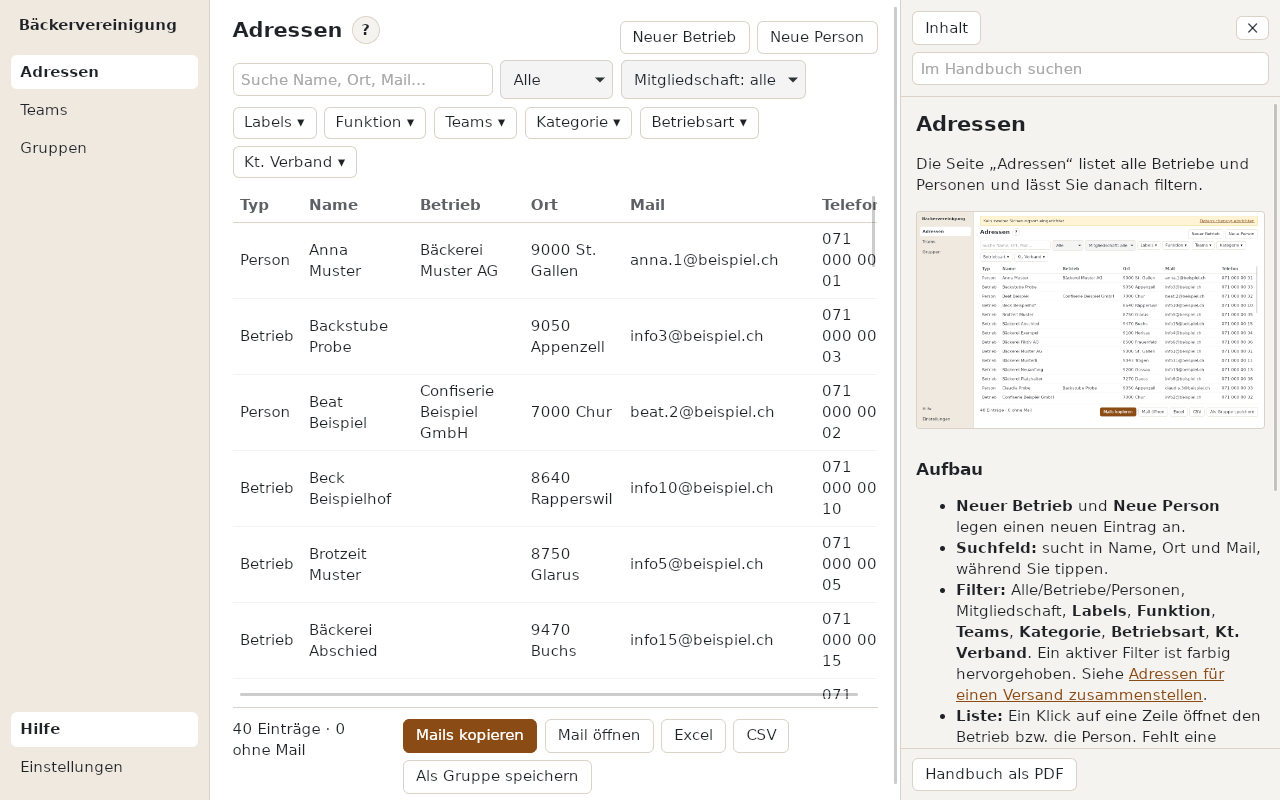 Bäckervereinigung
Adressen
Teams
Gruppen
Hilfe
Einstellungen
Adressen ?
Neuer Betrieb
Neue Person
Suche Name, Ort, Mail...
Alle
Mitgliedschaft: alle
Labels ▾
Funktion ▾
Teams ▾
Kategorie ▾
Betriebsart ▾
Kt. Verband ▾
Typ Name Betrieb Ort Mail Telefon
Person Anna Muster Bäckerei Muster AG 9000 St. Gallen anna.1@beispiel.ch 071 000 00 01
Betrieb Backstube Probe 9050 Appenzell info3@beispiel.ch 071 000 00 03
Person Beat Beispiel Confiserie Beispiel GmbH 7000 Chur beat.2@beispiel.ch 071 000 00 02
Betrieb Beck Beispielhof 8640 Rapperswil info10@beispiel.ch 071 000 00 10
Betrieb Brotzeit Muster 8750 Glarus info5@beispiel.ch 071 000 00 05
Betrieb Bäckerei Abschied 9470 Buchs info15@beispiel.ch 071 000 00 15
071
40 Einträge · 0 ohne Mail
Mails kopieren
Mail öffnen
Excel
CSV
Als Gruppe speichern
Inhalt
×
Im Handbuch suchen
Adressen
Die Seite „Adressen“ listet alle Betriebe und
Personen und lässt Sie danach filtern.
Aufbau
• Neuer Betrieb und Neue Person
legen einen neuen Eintrag an.
• Suchfeld: sucht in Name, Ort und Mail,
während Sie tippen.
• Filter: Alle/Betriebe/Personen,
Mitgliedschaft, Labels, Funktion,
Teams, Kategorie, Betriebsart, Kt.
Verband. Ein aktiver Filter ist farbig
hervorgehoben. Siehe Adressen für
einen Versand zusammenstellen.
• Liste: Ein Klick auf eine Zeile öffnet den
Betrieb bzw. die Person. Fehlt eine
Handbuch als PDF